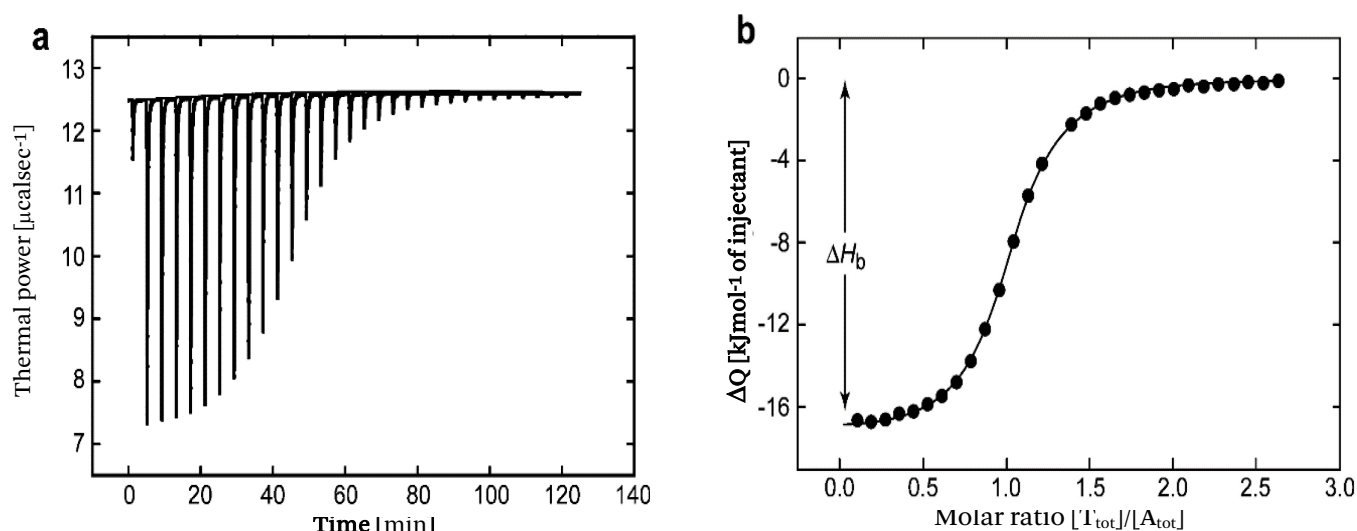 a
13
12
11
10
9
8
7
Thermal power [μcalsec-1]
0 20 40 60 80 100 120 140
Time [min]
b
0
-4
-8
-12
-16
ΔQ [kJmol-1 of injectant]
ΔHb
0.0 0.5 1.0 1.5 2.0 2.5 3.0
Molar ratio [Ttot]/[Atot]